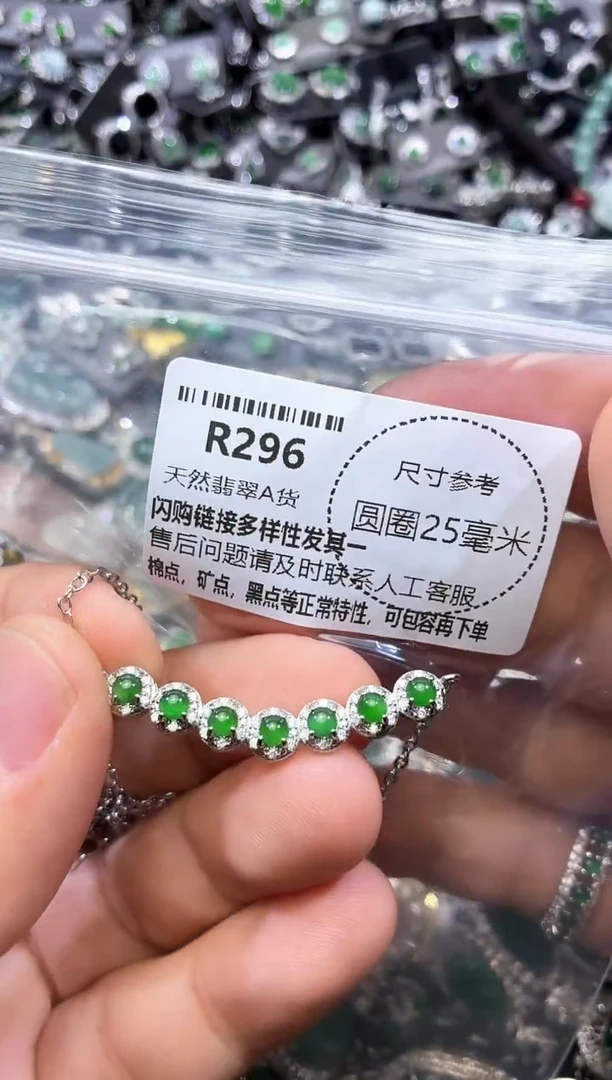 R296
天然翡翠A货
闪购链接多样性发其一
售后问题请及时联系人工客服
棉点，矿点，黑点等正常特性，可包容再下单
尺寸参考
圆圈25毫米